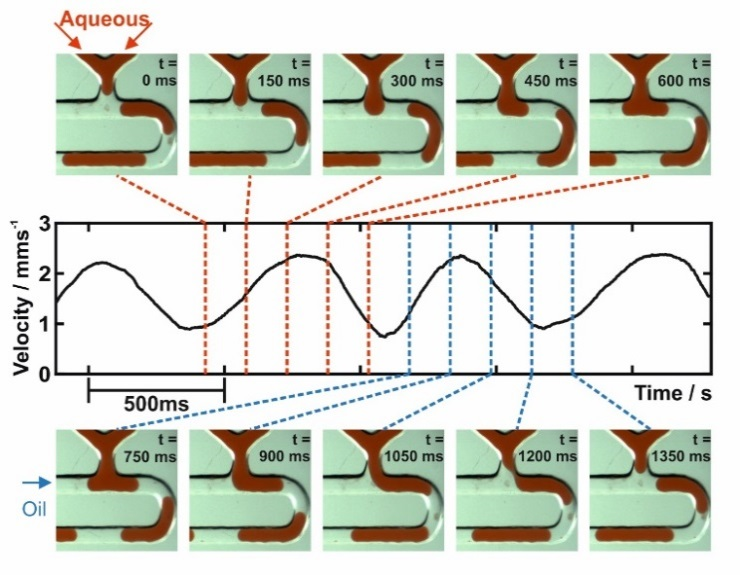 Aqueous
t =
0 ms
t =
150 ms
t =
300 ms
t =
450 ms
t =
600 ms
3
2
1
0
Velocity / mms⁻¹
500ms
Time / s
t =
750 ms
t =
900 ms
t =
1050 ms
t =
1200 ms
t =
1350 ms
Oil